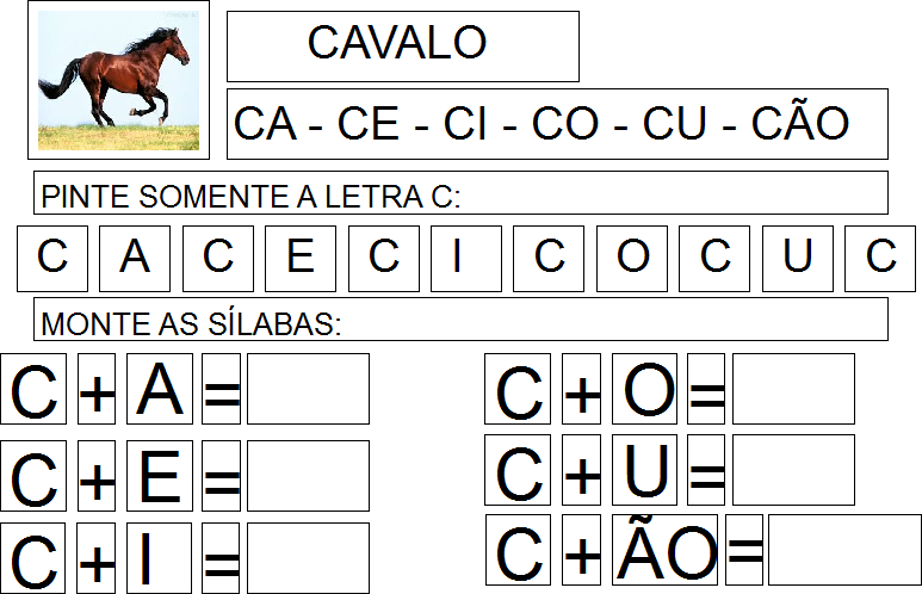 CAVALO
CA - CE - CI - CO - CU - CÃO
PINTE SOMENTE A LETRA C:
C A C E C I C O C U C
MONTE AS SÍLABAS:
C + A = C + O =
C + E = C + U =
C + I = C + ÃO =